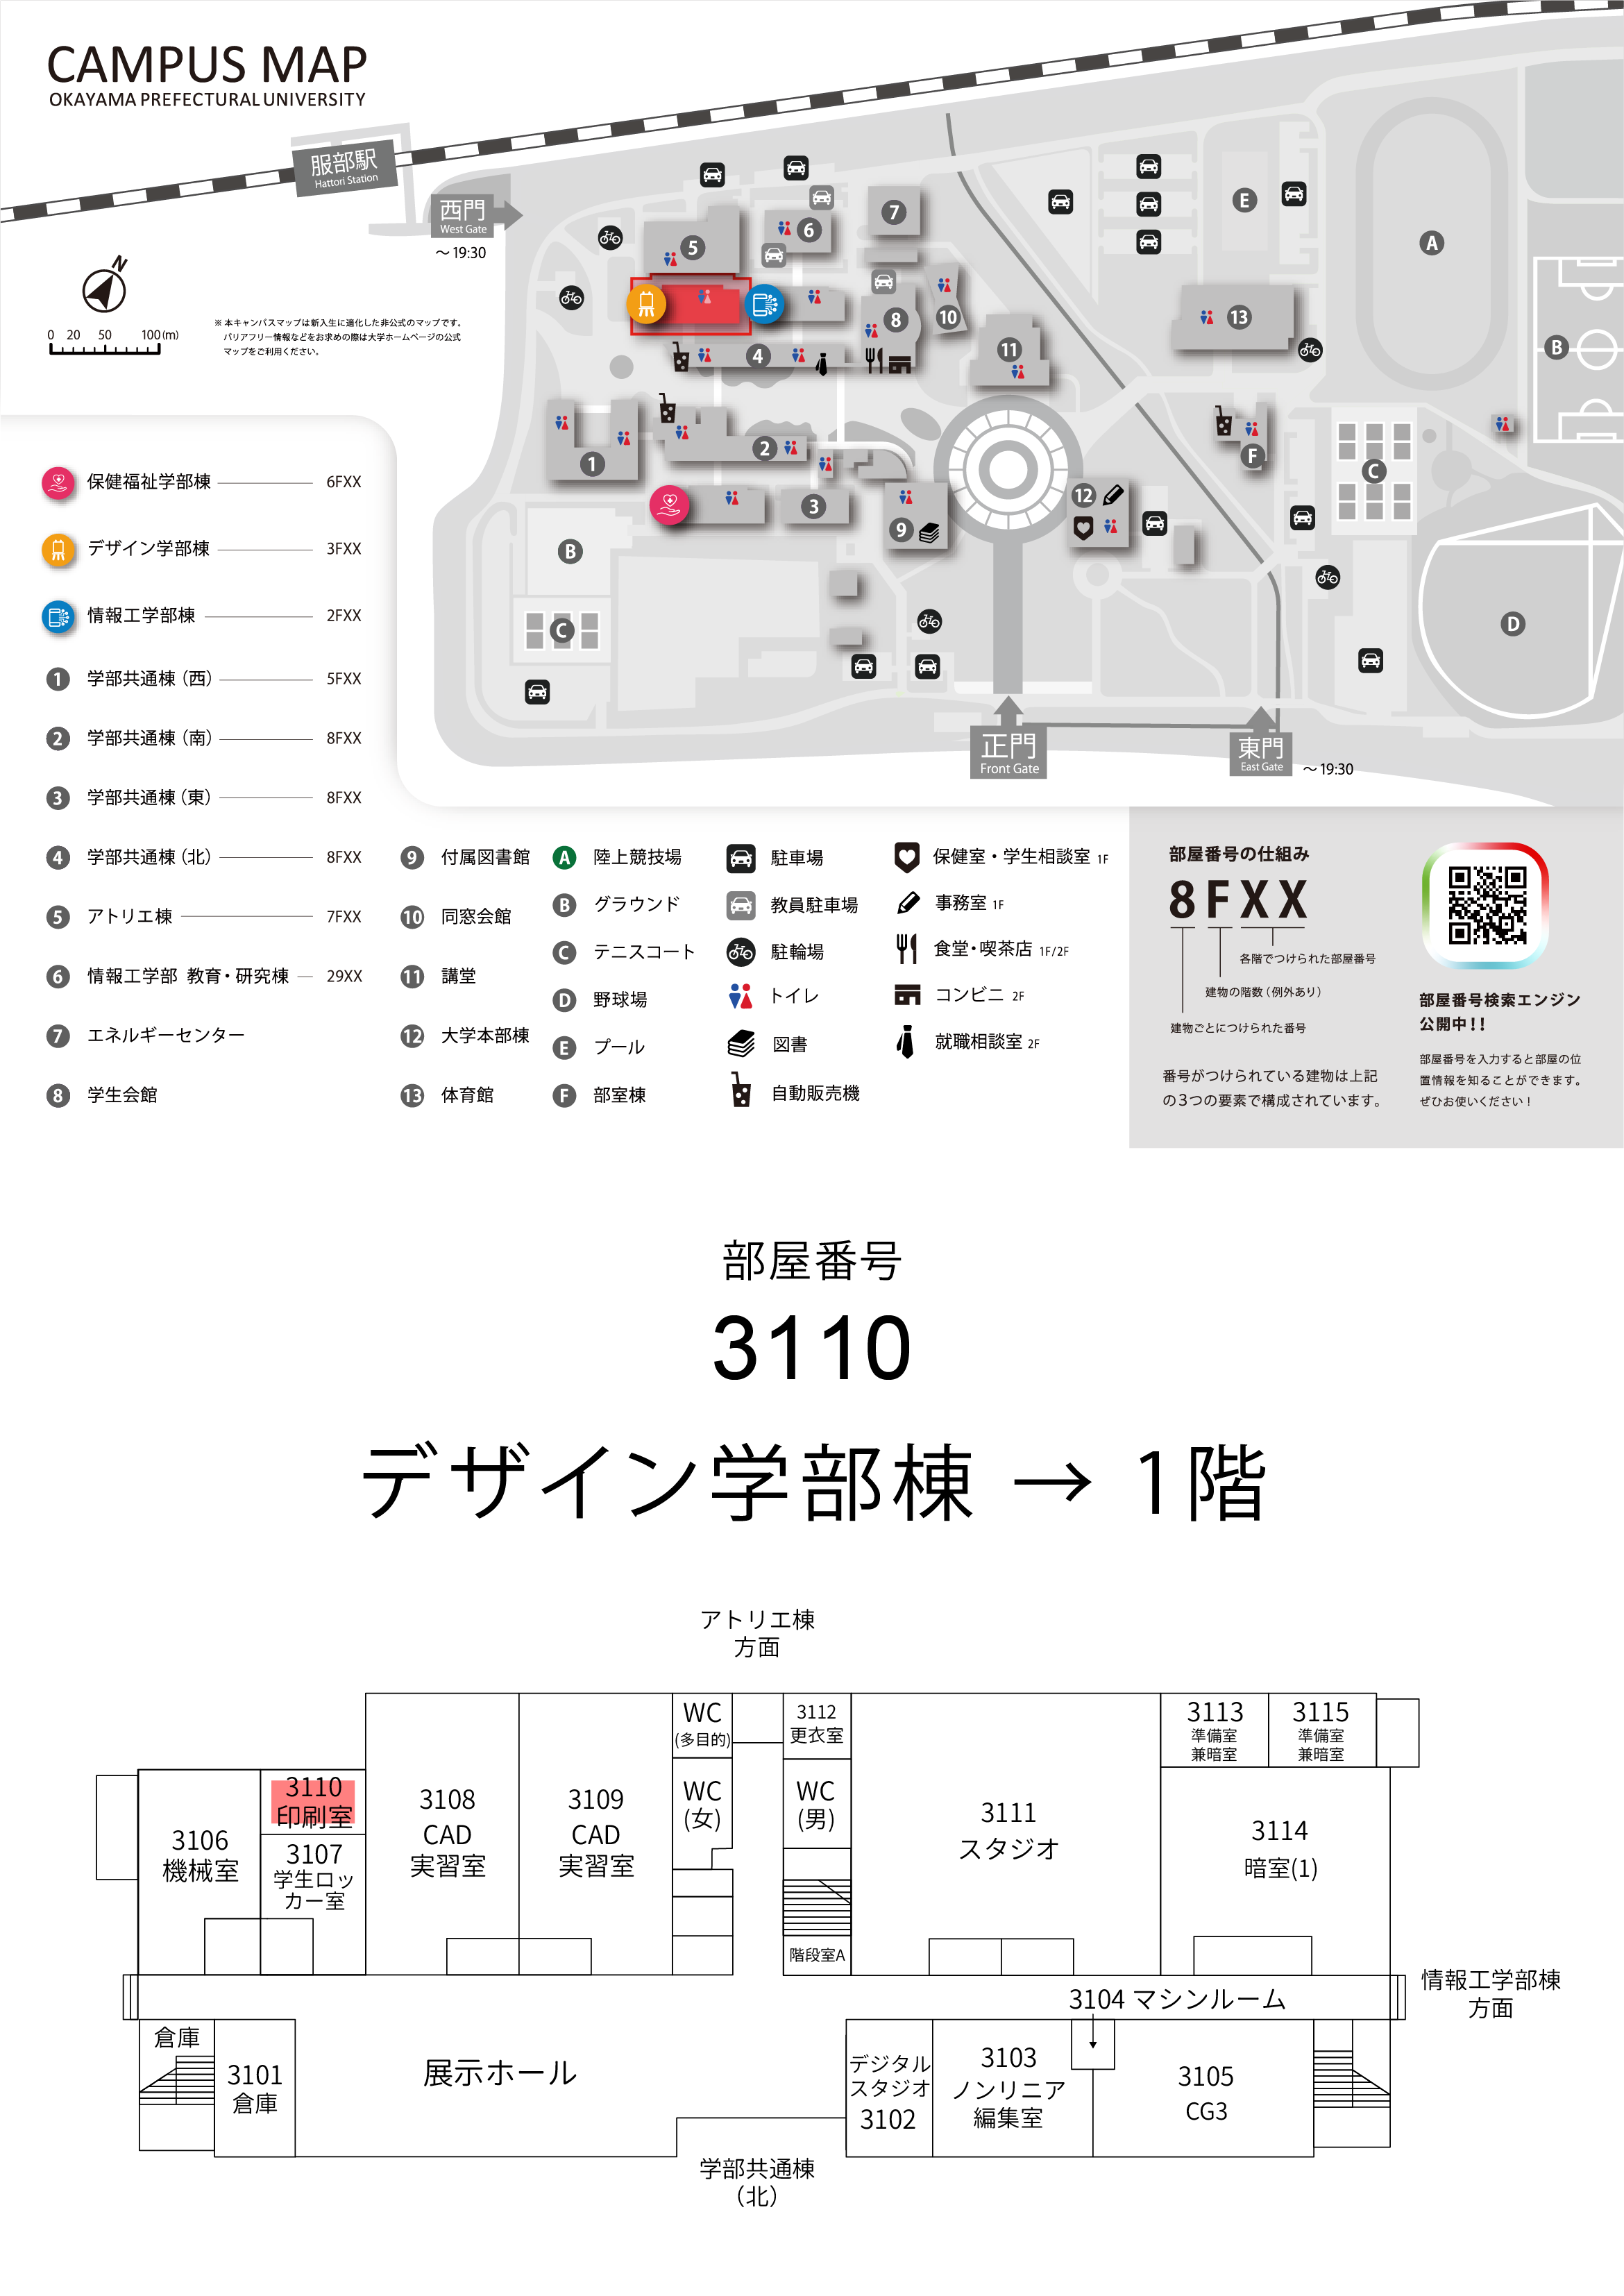 CAMPUS MAP
OKAYAMA PREFECTURAL UNIVERSITY
服部駅
Hattori Station
西門
West Gate
～19:30
N
0 20 50 100(m)
※ 本キャンパスマップは新入生に適化した非公式のマップです。
バリアフリー情報などをお求めの際は大学ホームページの公式
マップをご利用ください。
5
6
7
8
10
11
4
1
2
3
9
12
13
A
B
C
D
E
F
B
C
正門
Front Gate
東門
East Gate
～19:30
保健福祉学部棟 6FXX
デザイン学部棟 3FXX
情報工学部棟 2FXX
1 学部共通棟（西） 5FXX
2 学部共通棟（南） 8FXX
3 学部共通棟（東） 8FXX
4 学部共通棟（北） 8FXX
5 アトリエ棟 7FXX
6 情報工学部 教育・研究棟 29XX
7 エネルギーセンター
8 学生会館
9 付属図書館
10 同窓会館
11 講堂
12 大学本部棟
13 体育館
A 陸上競技場
B グラウンド
C テニスコート
D 野球場
E プール
F 部室棟
駐車場
教員駐車場
駐輪場
トイレ
図書
自動販売機
保健室・学生相談室 1F
事務室 1F
食堂・喫茶店 1F/2F
コンビニ 2F
就職相談室 2F
部屋番号の仕組み
8FXX
各階でつけられた部屋番号
建物の階数（例外あり）
建物ごとにつけられた番号
番号がつけられている建物は上記
の3つの要素で構成されています。
部屋番号検索エンジン
公開中!!
部屋番号を入力すると部屋の位
置情報を知ることができます。
ぜひお使いください！
部屋番号
3110
デザイン学部棟 → 1階
アトリエ棟
方面
3106
機械室
3110
印刷室
3107
学生ロッ
カー室
3108
CAD
実習室
3109
CAD
実習室
WC
(多目的)
WC
(女)
3112
更衣室
WC
(男)
階段室A
3111
スタジオ
3113
準備室
兼暗室
3115
準備室
兼暗室
3114
暗室(1)
情報工学部棟
方面
3104 マシンルーム
倉庫
3101
倉庫
展示ホール
デジタル
スタジオ
3102
3103
ノンリニア
編集室
3105
CG3
学部共通棟
（北）